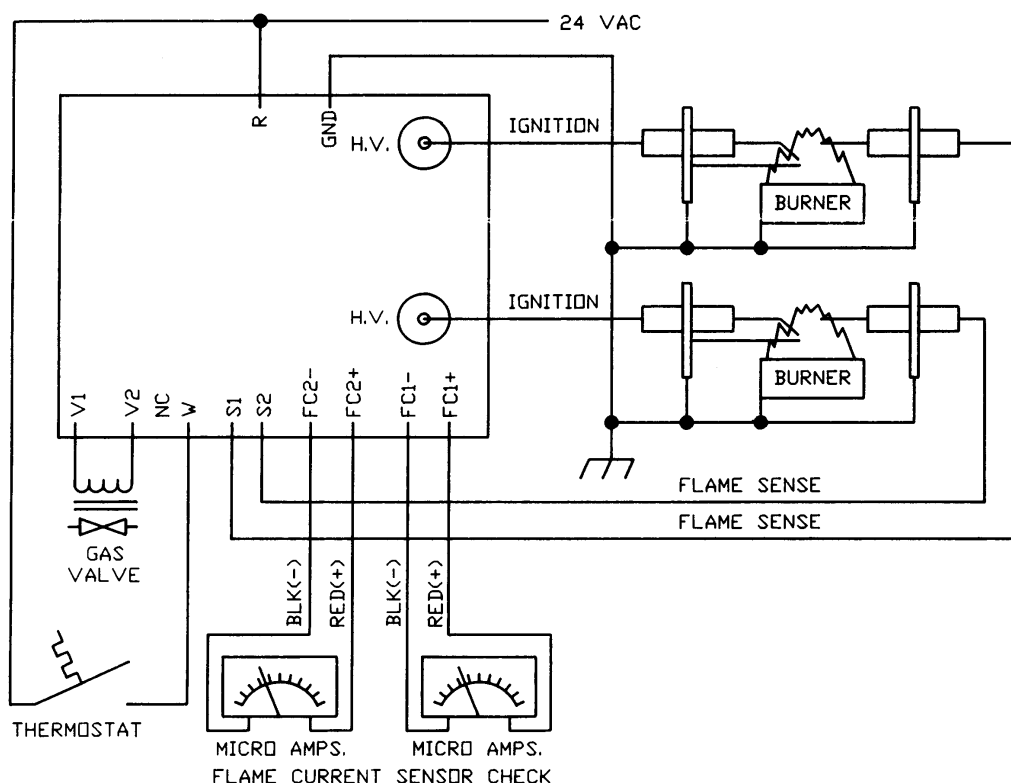 24 VAC
R
GND
H.V.
IGNITION
BURNER
H.V.
IGNITION
BURNER
V1
V2
NC
W
S1
S2
FC2-
FC2+
FC1-
FC1+
FLAME SENSE
FLAME SENSE
GAS
VALVE
BLK(-)
RED(+)
BLK(-)
RED(+)
THERMOSTAT
MICRO AMPS.
MICRO AMPS.
FLAME CURRENT SENSOR CHECK